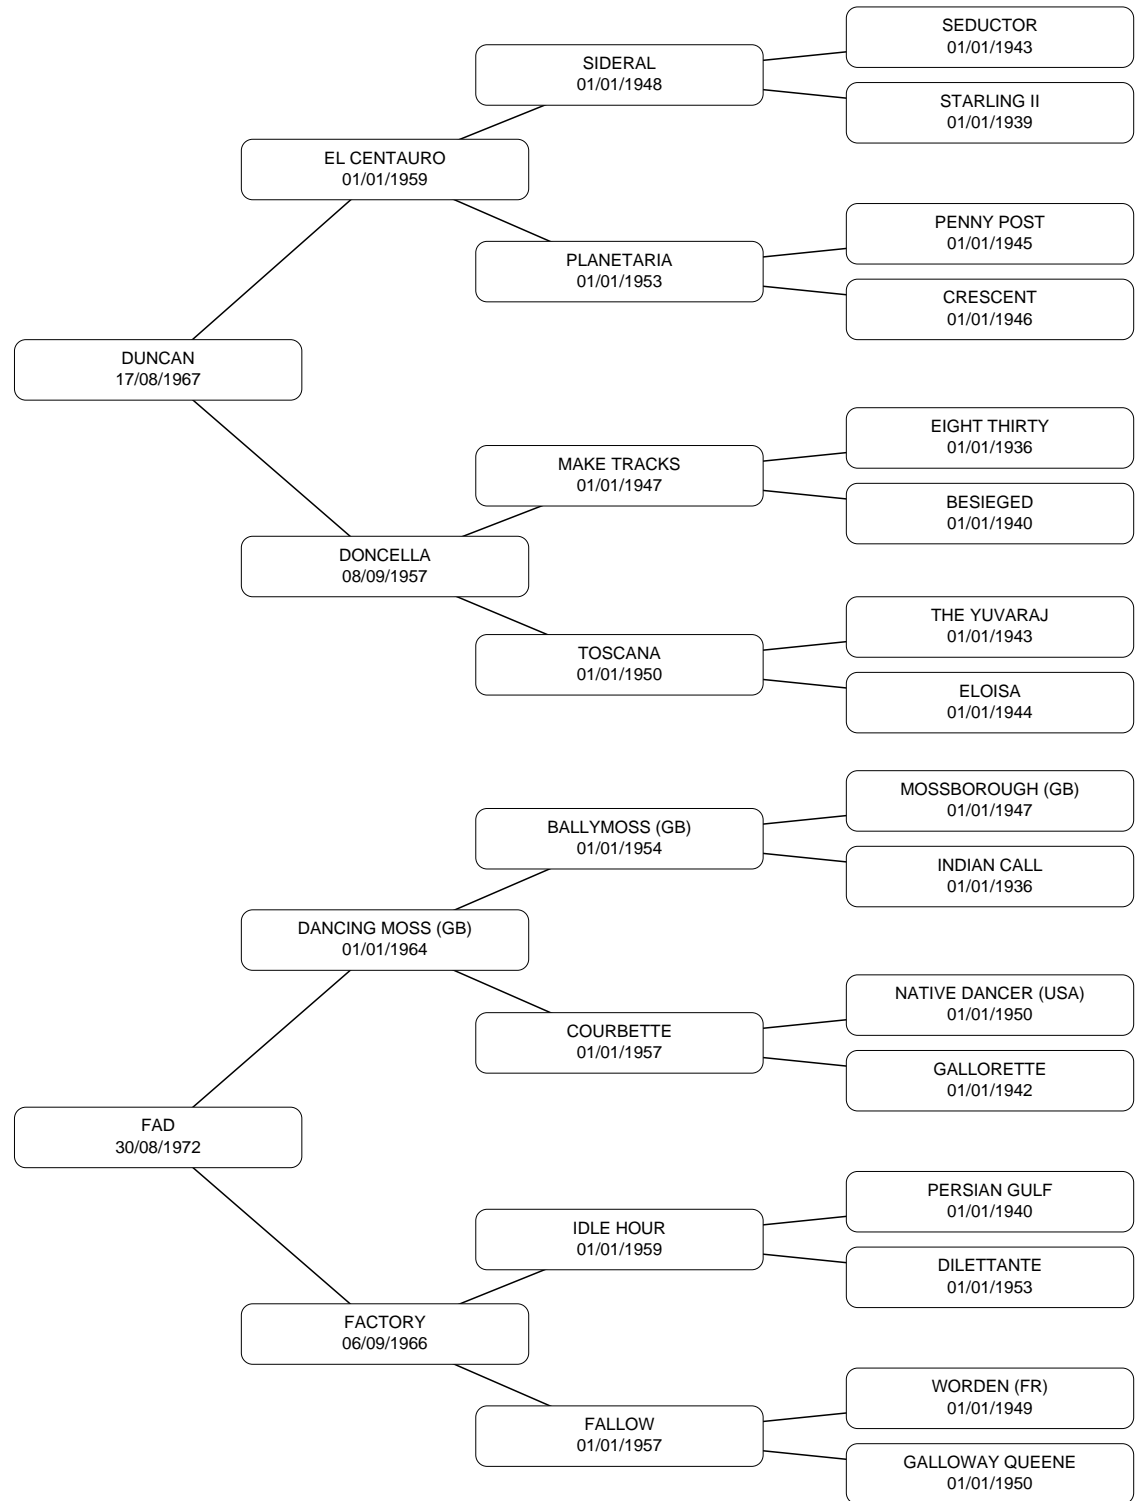 SEDUCTOR
01/01/1943
SIDERAL
01/01/1948
STARLING II
01/01/1939
EL CENTAURO
01/01/1959
PENNY POST
01/01/1945
PLANETARIA
01/01/1953
CRESCENT
01/01/1946
DUNCAN
17/08/1967
EIGHT THIRTY
01/01/1936
MAKE TRACKS
01/01/1947
BESIEGED
01/01/1940
DONCELLA
08/09/1957
THE YUVARAJ
01/01/1943
TOSCANA
01/01/1950
ELOISA
01/01/1944
MOSSBOROUGH (GB)
01/01/1947
BALLYMOSS (GB)
01/01/1954
INDIAN CALL
01/01/1936
DANCING MOSS (GB)
01/01/1964
NATIVE DANCER (USA)
01/01/1950
COURBETTE
01/01/1957
GALLORETTE
01/01/1942
FAD
30/08/1972
PERSIAN GULF
01/01/1940
IDLE HOUR
01/01/1959
DILETTANTE
01/01/1953
FACTORY
06/09/1966
WORDEN (FR)
01/01/1949
FALLOW
01/01/1957
GALLOWAY QUEENE
01/01/1950